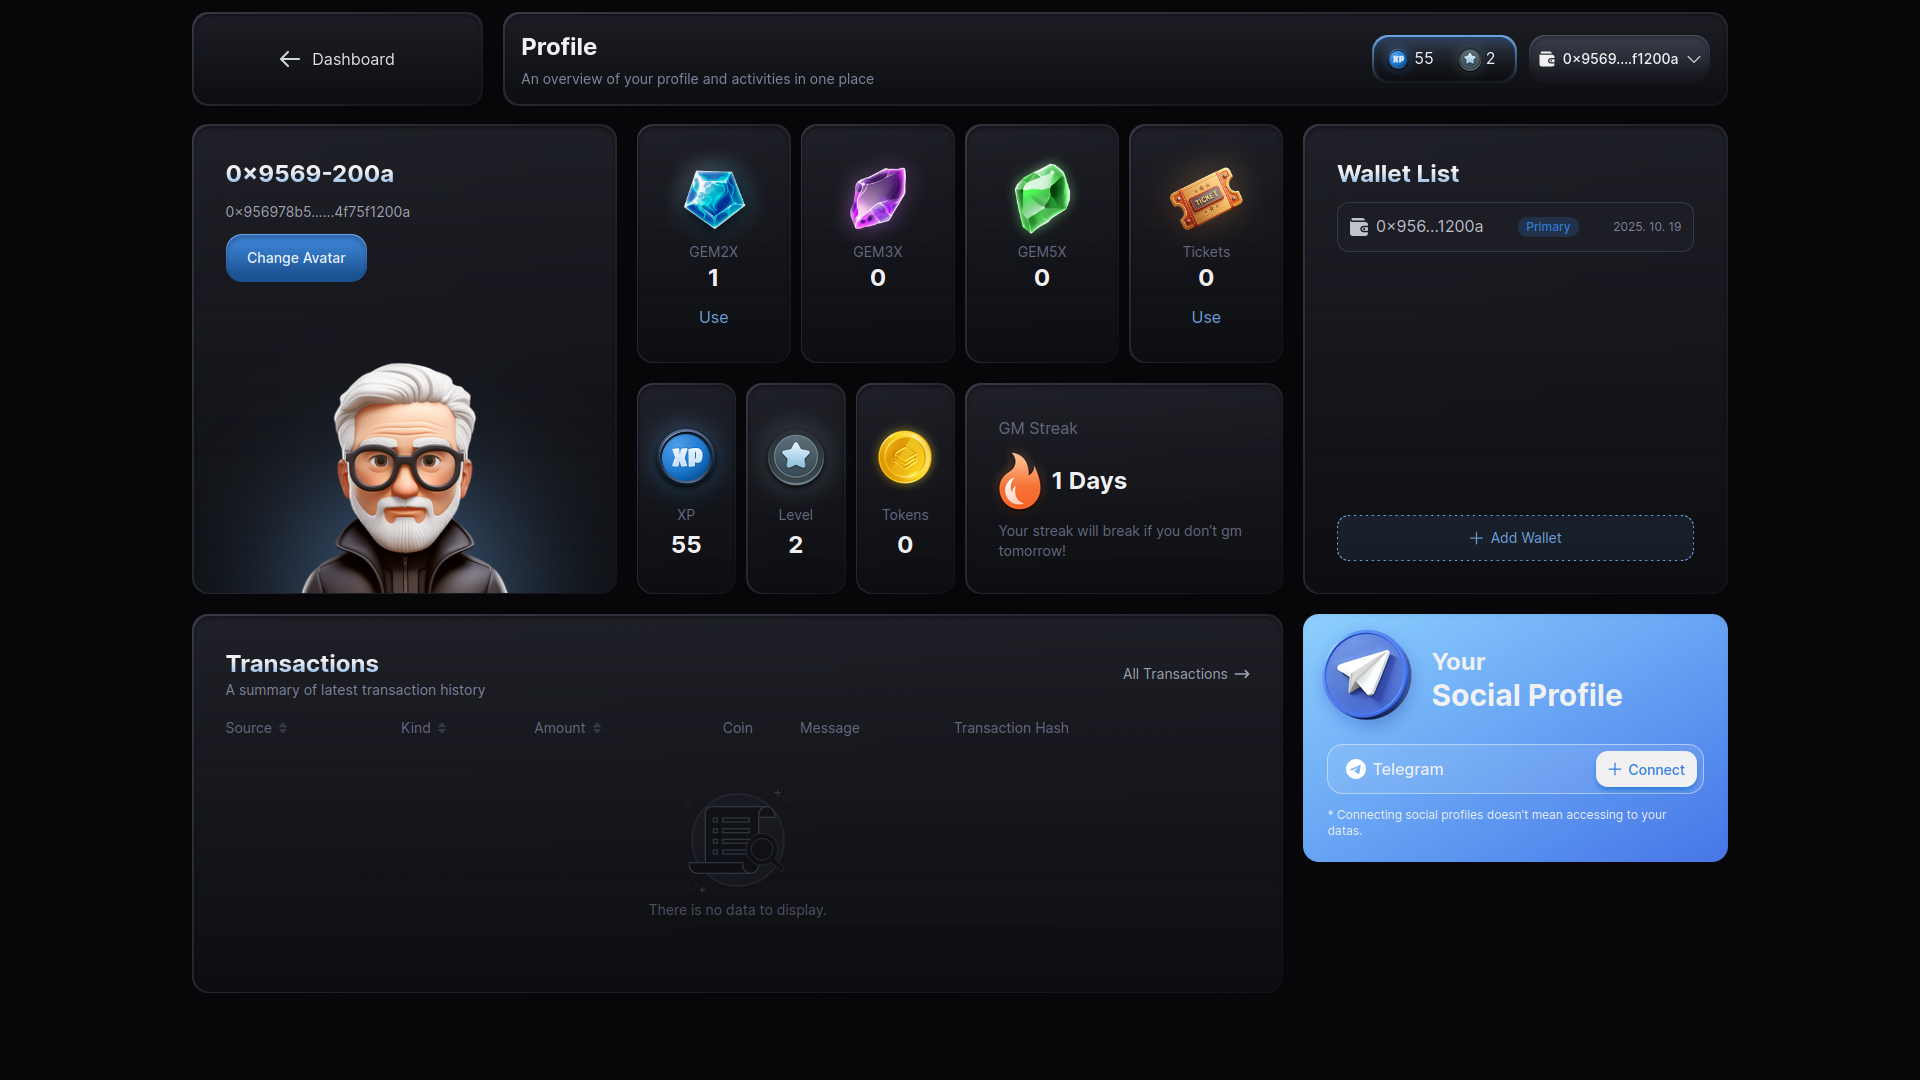 Dashboard
Profile
An overview of your profile and activities in one place
XP 55
2
0×9569....f1200a
0×9569-200a
0×956978b5......4f75f1200a
Change Avatar
GEM2X
1
Use
GEM3X
0
GEM5X
0
TICKET
Tickets
0
Use
Wallet List
0×956...1200a
Primary
2025. 10. 19
XP
XP
55
Level
2
Tokens
0
GM Streak
1 Days
Your streak will break if you don't gm
tomorrow!
+ Add Wallet
Transactions
A summary of latest transaction history
All Transactions
Source
Kind
Amount
Coin
Message
Transaction Hash
There is no data to display.
Your
Social Profile
Telegram
+ Connect
* Connecting social profiles doesn't mean accessing to your
datas.